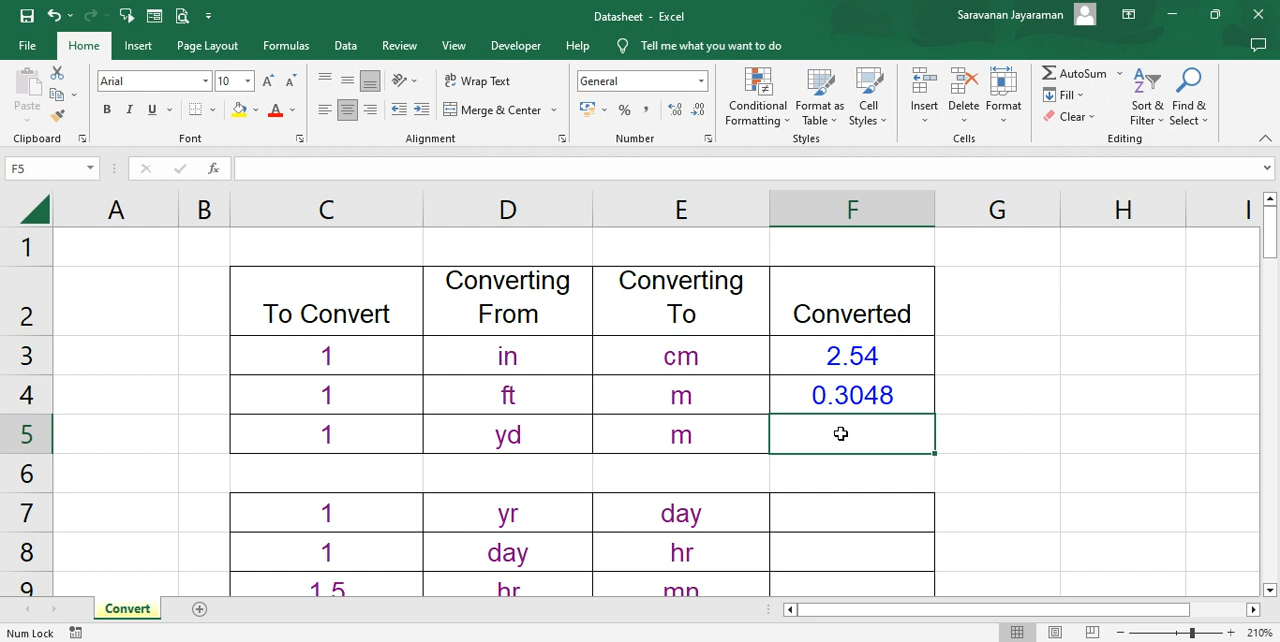 Datasheet - Excel
Saravanan Jayaraman
File Home Insert Page Layout Formulas Data Review View Developer Help Tell me what you want to do
Paste
Clipboard
Arial 10
B I U
Font
Wrap Text
Merge & Center
Alignment
General
%
Number
Conditional Formatting
Format as Table
Cell Styles
Styles
Insert
Delete
Format
Cells
AutoSum
Fill
Clear
Sort & Filter
Find & Select
Editing
F5
fx
A B C D E F G H I
1
2 To Convert Converting From Converting To Converted
3 1 in cm 2.54
4 1 ft m 0.3048
5 1 yd m
6
7 1 yr day
8 1 day hr
9 1.5 hr mn
Convert
Num Lock
210%